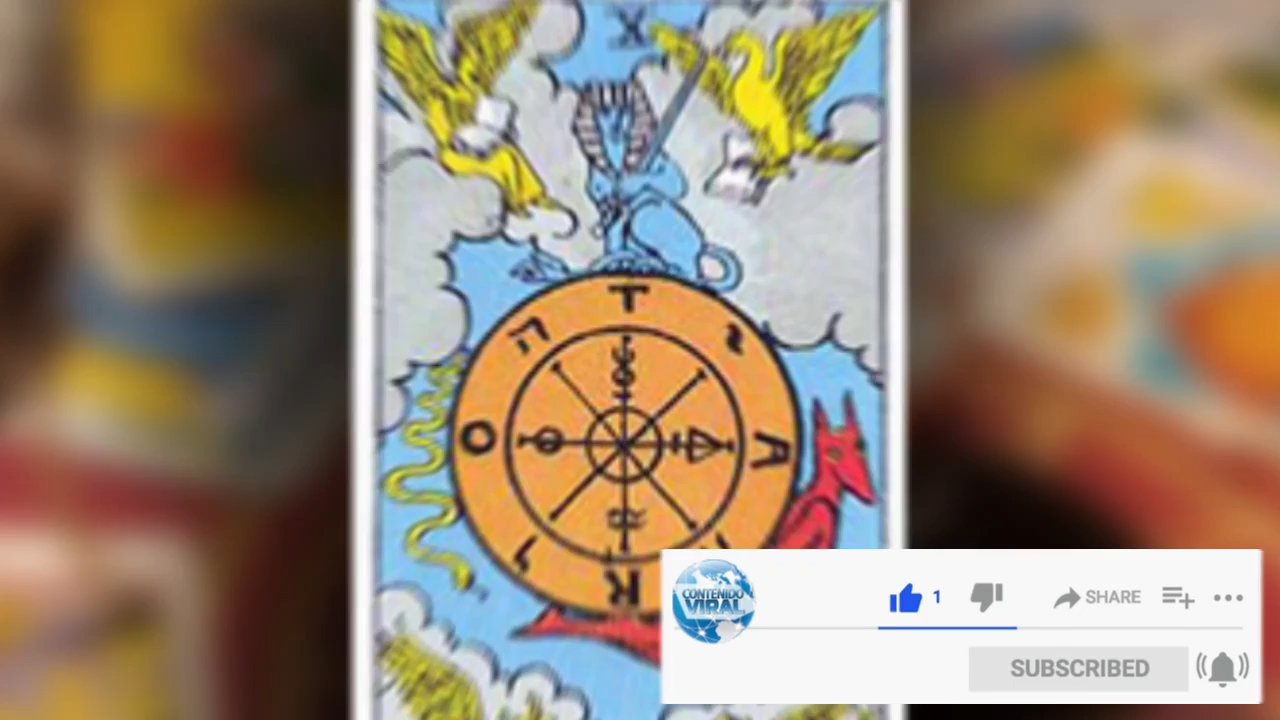 X
T
ה
י
O
A
ו
R
CONTENIDO
VIRAL
1
SHARE
SUBSCRIBED